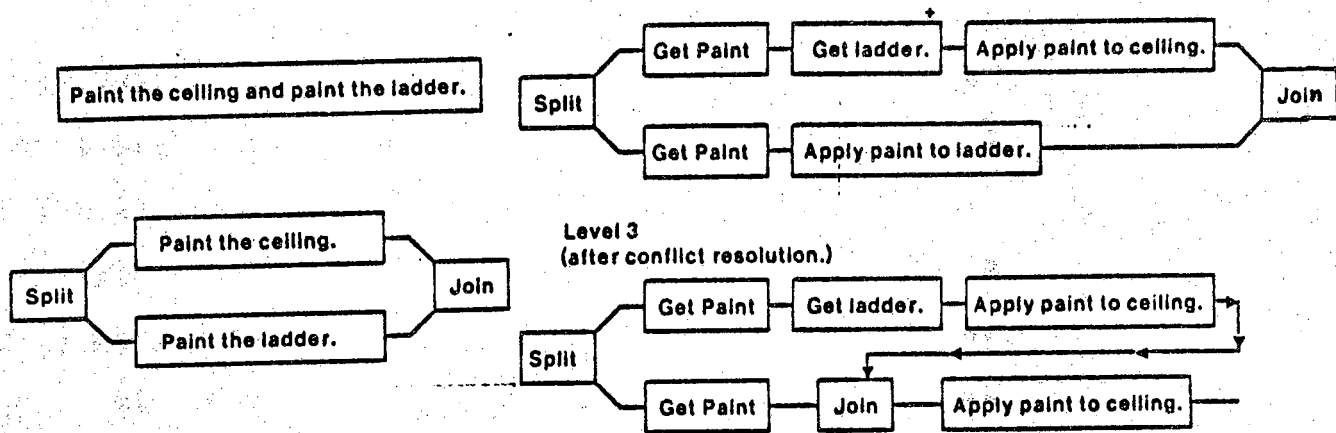 Paint the ceiling and paint the ladder.
Split
Paint the ceiling.
Paint the ladder.
Join
+
Split
Get Paint
Get ladder.
Apply paint to ceiling.
Get Paint
Apply paint to ladder.
Join
Level 3
(after conflict resolution.)
Split
Get Paint
Get ladder.
Apply paint to ceiling.
Get Paint
Join
Apply paint to ceiling.